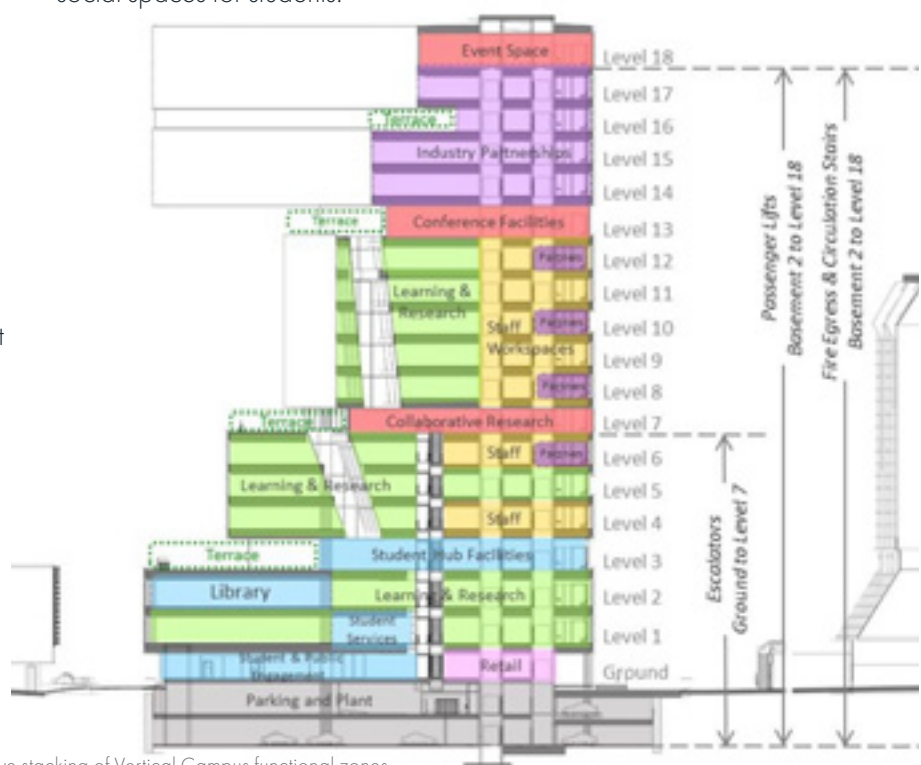 social spaces for students.
Event Space
Level 18
Level 17
Terrace
Level 16
Industry Partnerships
Level 15
Level 14
Terrace
Conference Facilities
Level 13
Partners
Level 12
Learning &
Research
Level 11
Staff
Workspaces
Partners
Level 10
Level 9
Partners
Level 8
Terrace
Collaborative Research
Level 7
Staff
Partners
Level 6
Learning & Research
Level 5
Staff
Level 4
Terrace
Student Hub Facilities
Level 3
Library
Learning & Research
Level 2
Student
Services
Level 1
Student & Public
Engagement
Retail
Ground
Parking and Plant
Escalators
Ground to Level 7
Passenger Lifts
Basement 2 to Level 18
Fire Egress & Circulation Stairs
Basement 2 to Level 18
stacking of Vertical Campus functional zones